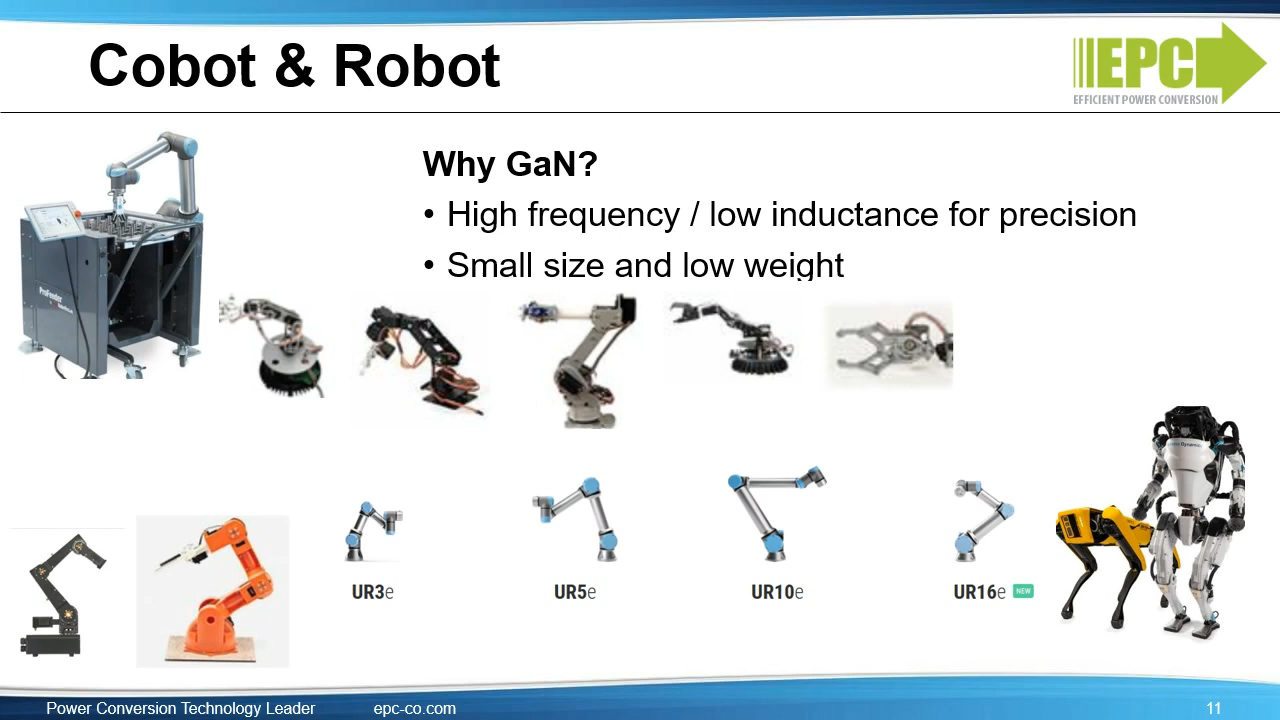 Cobot & Robot
EPC
EFFICIENT POWER CONVERSION
Why GaN?
• High frequency / low inductance for precision
• Small size and low weight
ProFeeder
UR3e
UR5e
UR10e
UR16e NEW
Power Conversion Technology Leader epc-co.com 11